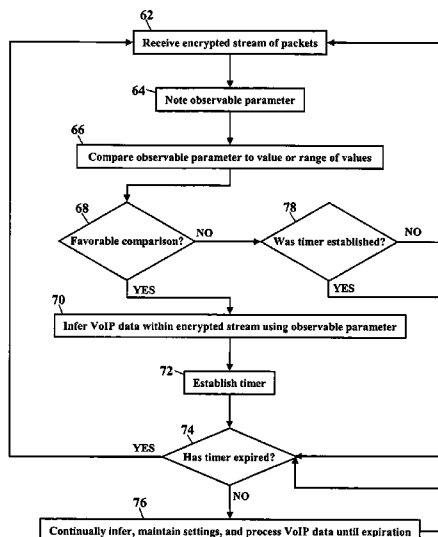 62
Receive encrypted stream of packets
64
Note observable parameter
66
Compare observable parameter to value or range of values
68
Favorable comparison?
NO
78
Was timer established?
NO
YES
YES
70
Infer VoIP data within encrypted stream using observable parameter
72
Establish timer
74
Has timer expired?
YES
NO
76
Continually infer, maintain settings, and process VoIP data until expiration